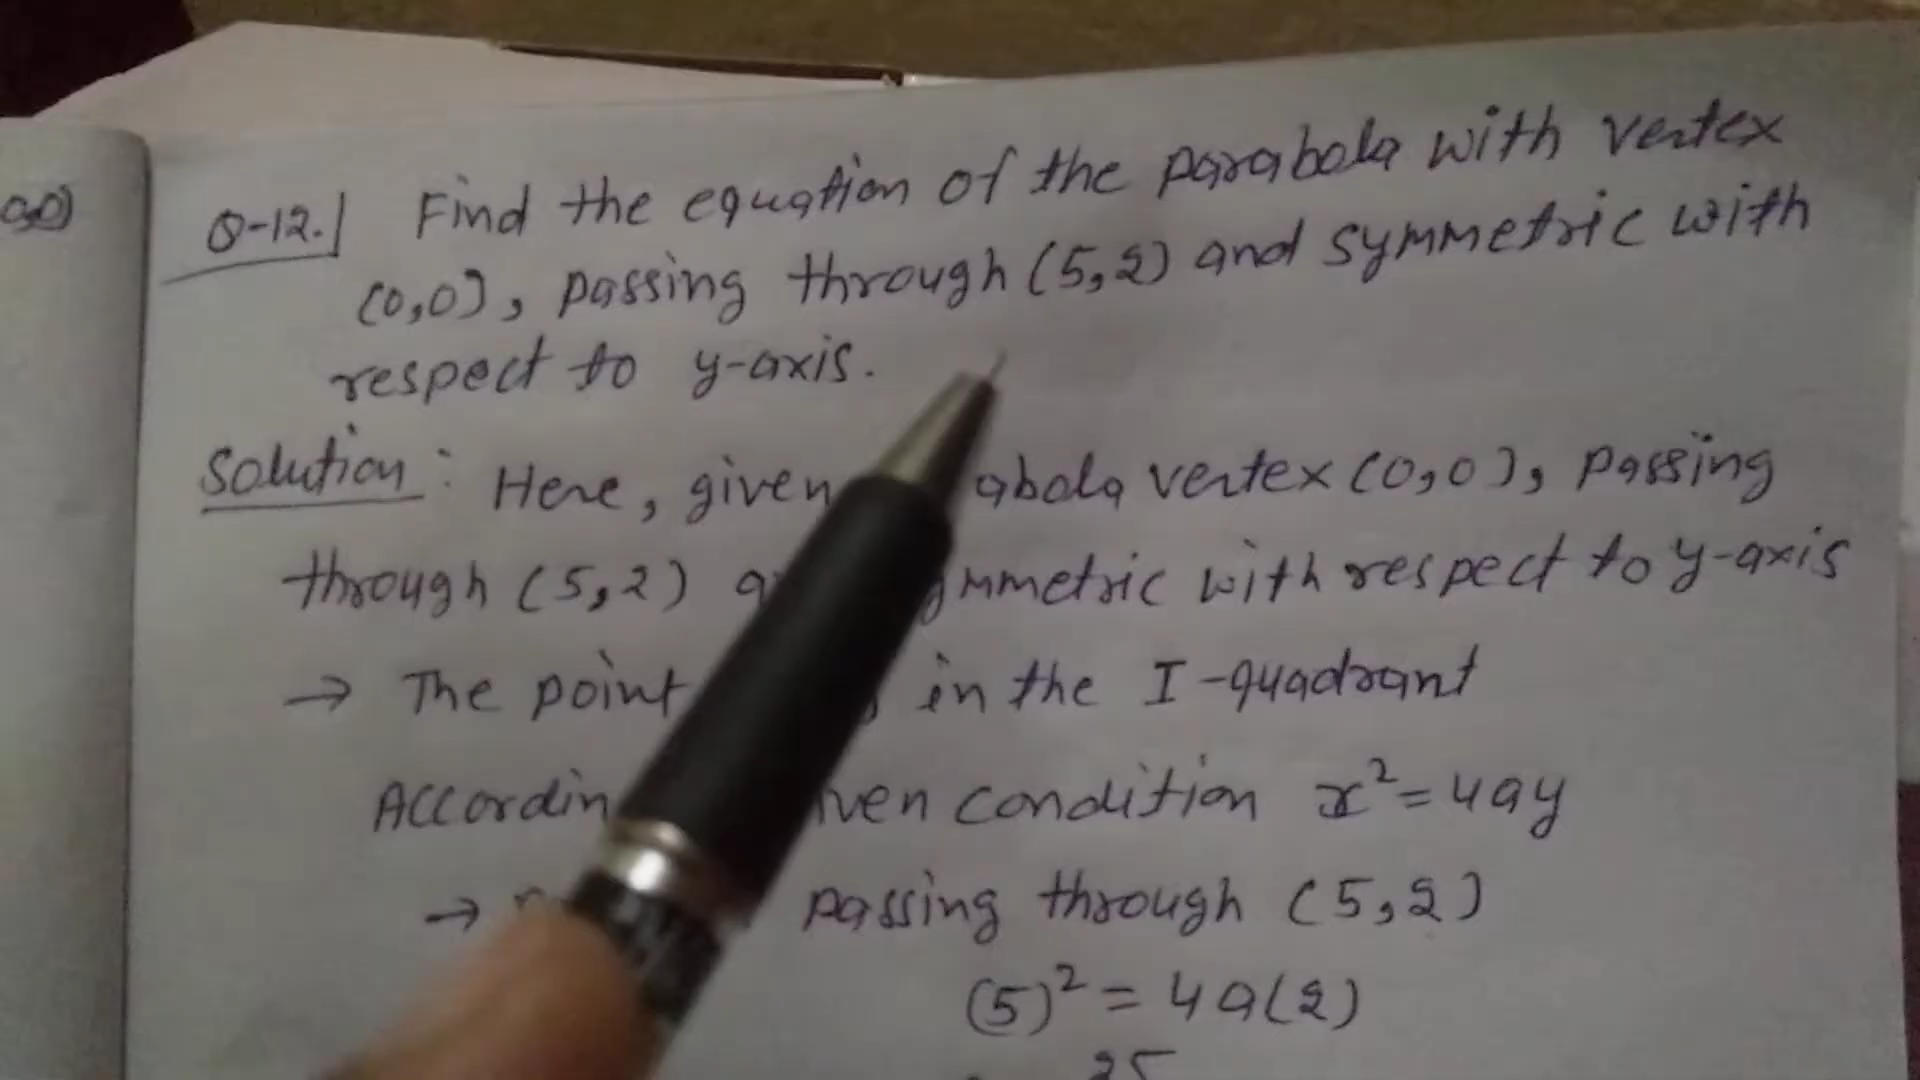 Q-12.| Find the equation of the parabola with vertex
(0,0), passing through (5,2) and symmetric with
respect to y-axis.
Solution: Here, given abola vertex (0,0), passing
through (5,2) mmetric with respect to y-axis
→ The point in the I-quadrant
Accordin ven condition x² = 4ay
→ passing through (5,2)
(5)² = 4a(2)
25